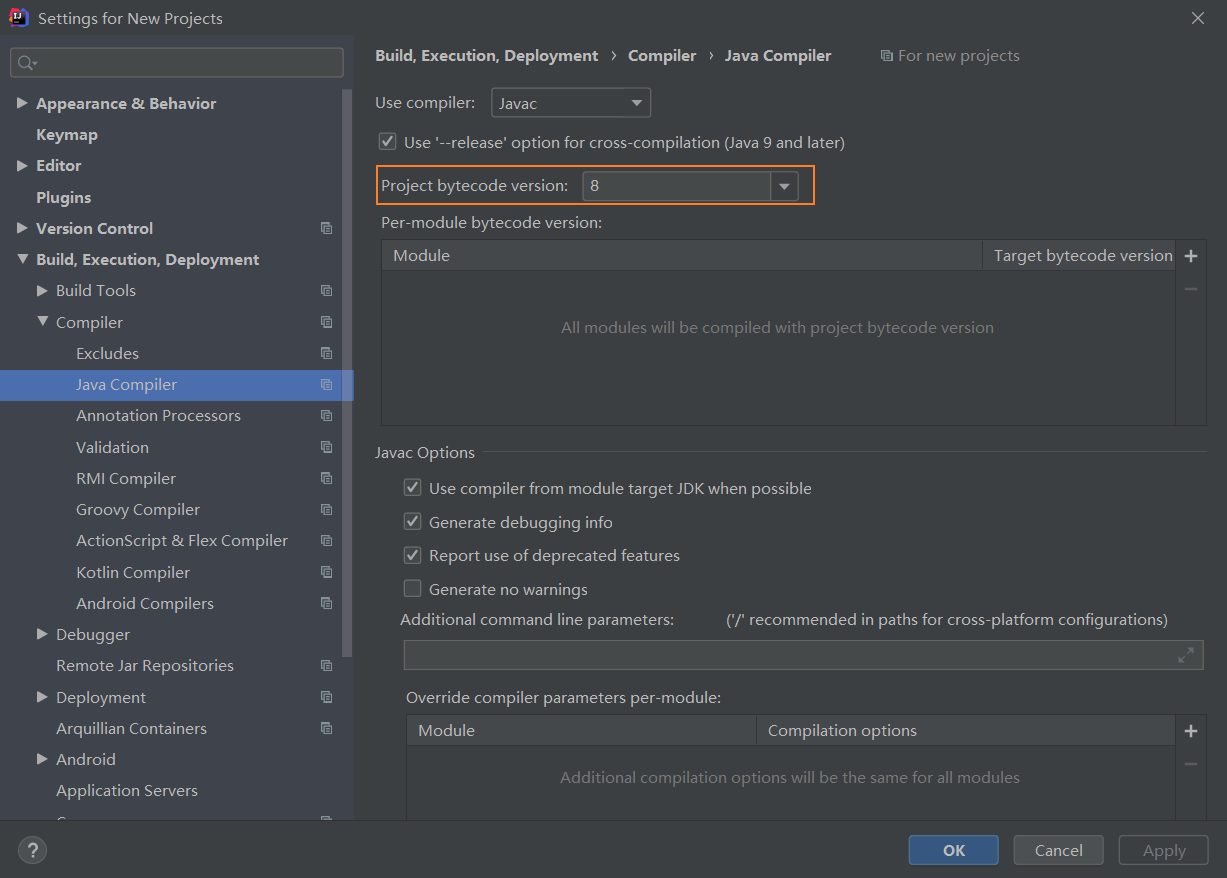 Settings for New Projects
Appearance & Behavior
Keymap
Editor
Plugins
Version Control
Build, Execution, Deployment
Build Tools
Compiler
Excludes
Java Compiler
Annotation Processors
Validation
RMI Compiler
Groovy Compiler
ActionScript & Flex Compiler
Kotlin Compiler
Android Compilers
Debugger
Remote Jar Repositories
Deployment
Arquillian Containers
Android
Application Servers
Build, Execution, Deployment › Compiler › Java Compiler For new projects
Use compiler: Javac
Use '--release' option for cross-compilation (Java 9 and later)
Project bytecode version: 8
Per-module bytecode version:
Module Target bytecode version
All modules will be compiled with project bytecode version
Javac Options
Use compiler from module target JDK when possible
Generate debugging info
Report use of deprecated features
Generate no warnings
Additional command line parameters: ('/' recommended in paths for cross-platform configurations)
Override compiler parameters per-module:
Module Compilation options
Additional compilation options will be the same for all modules
? OK Cancel Apply